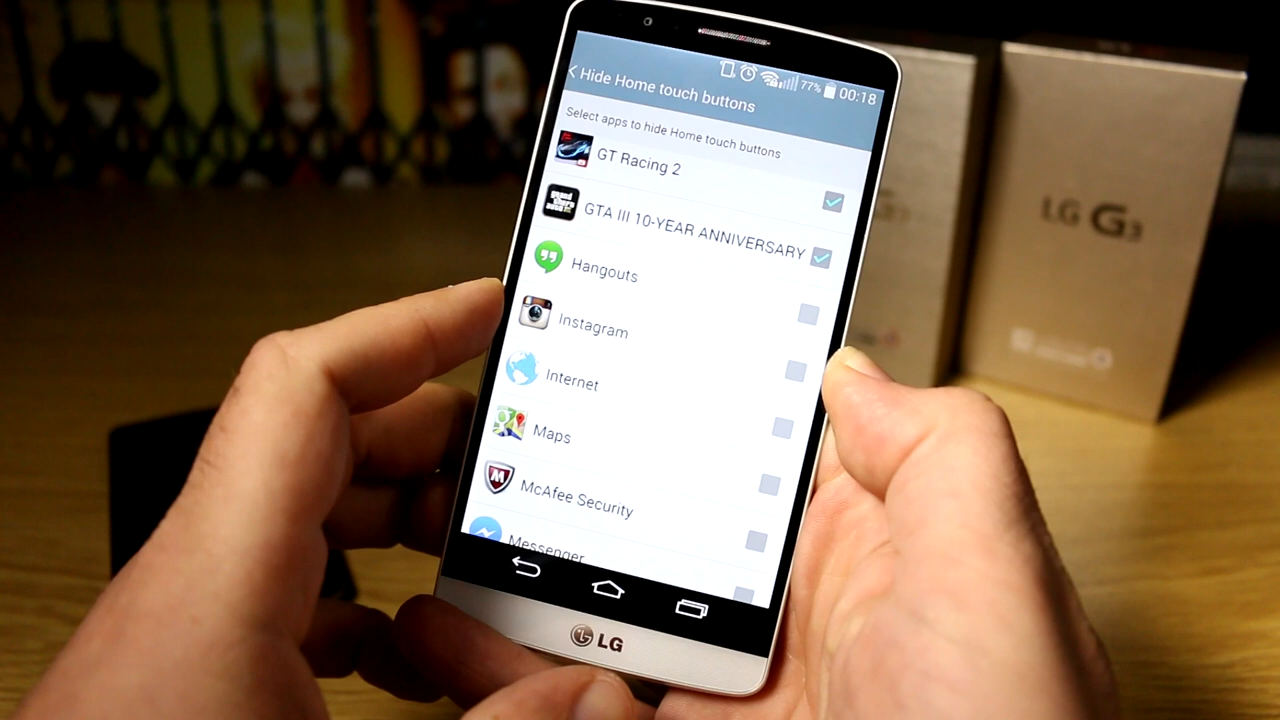 77% 00:18
Hide Home touch buttons
Select apps to hide Home touch buttons
GT Racing 2
GTA III 10-YEAR ANNIVERSARY
Hangouts
Instagram
Internet
Maps
McAfee Security
Messenger
LG
LG G3